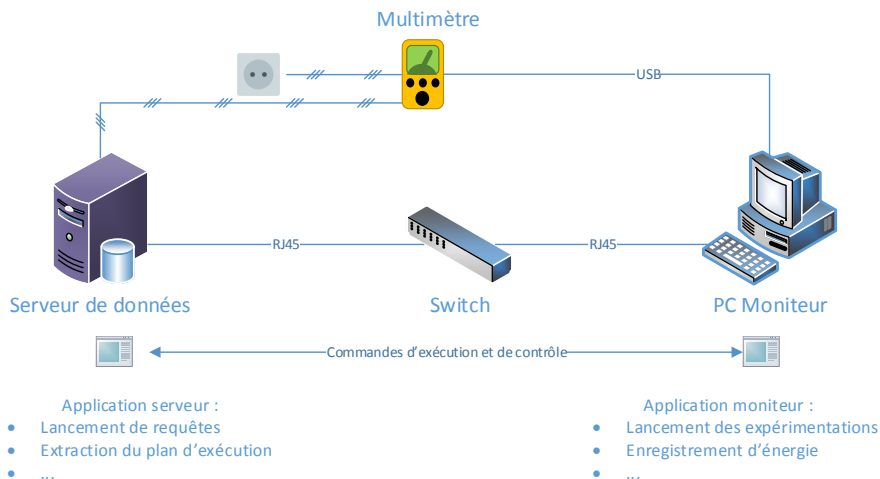 Multimètre
USB
RJ45
RJ45
Serveur de données
Switch
PC Moniteur
Commandes d'exécution et de contrôle
Application serveur :
• Lancement de requêtes
• Extraction du plan d'exécution
• ...
Application moniteur :
• Lancement des expérimentations
• Enregistrement d'énergie
• ...